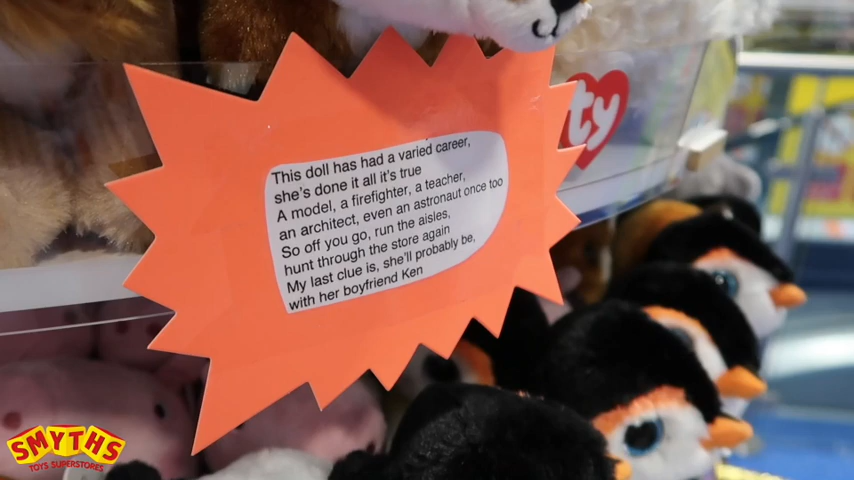 ty
This doll has had a varied career,
she's done it all it's true
A model, a firefighter, a teacher,
an architect, even an astronaut once too
So off you go, run the aisles,
hunt through the store again
My last clue is, she'll probably be,
with her boyfriend Ken
SMYTHS
TOYS SUPERSTORES